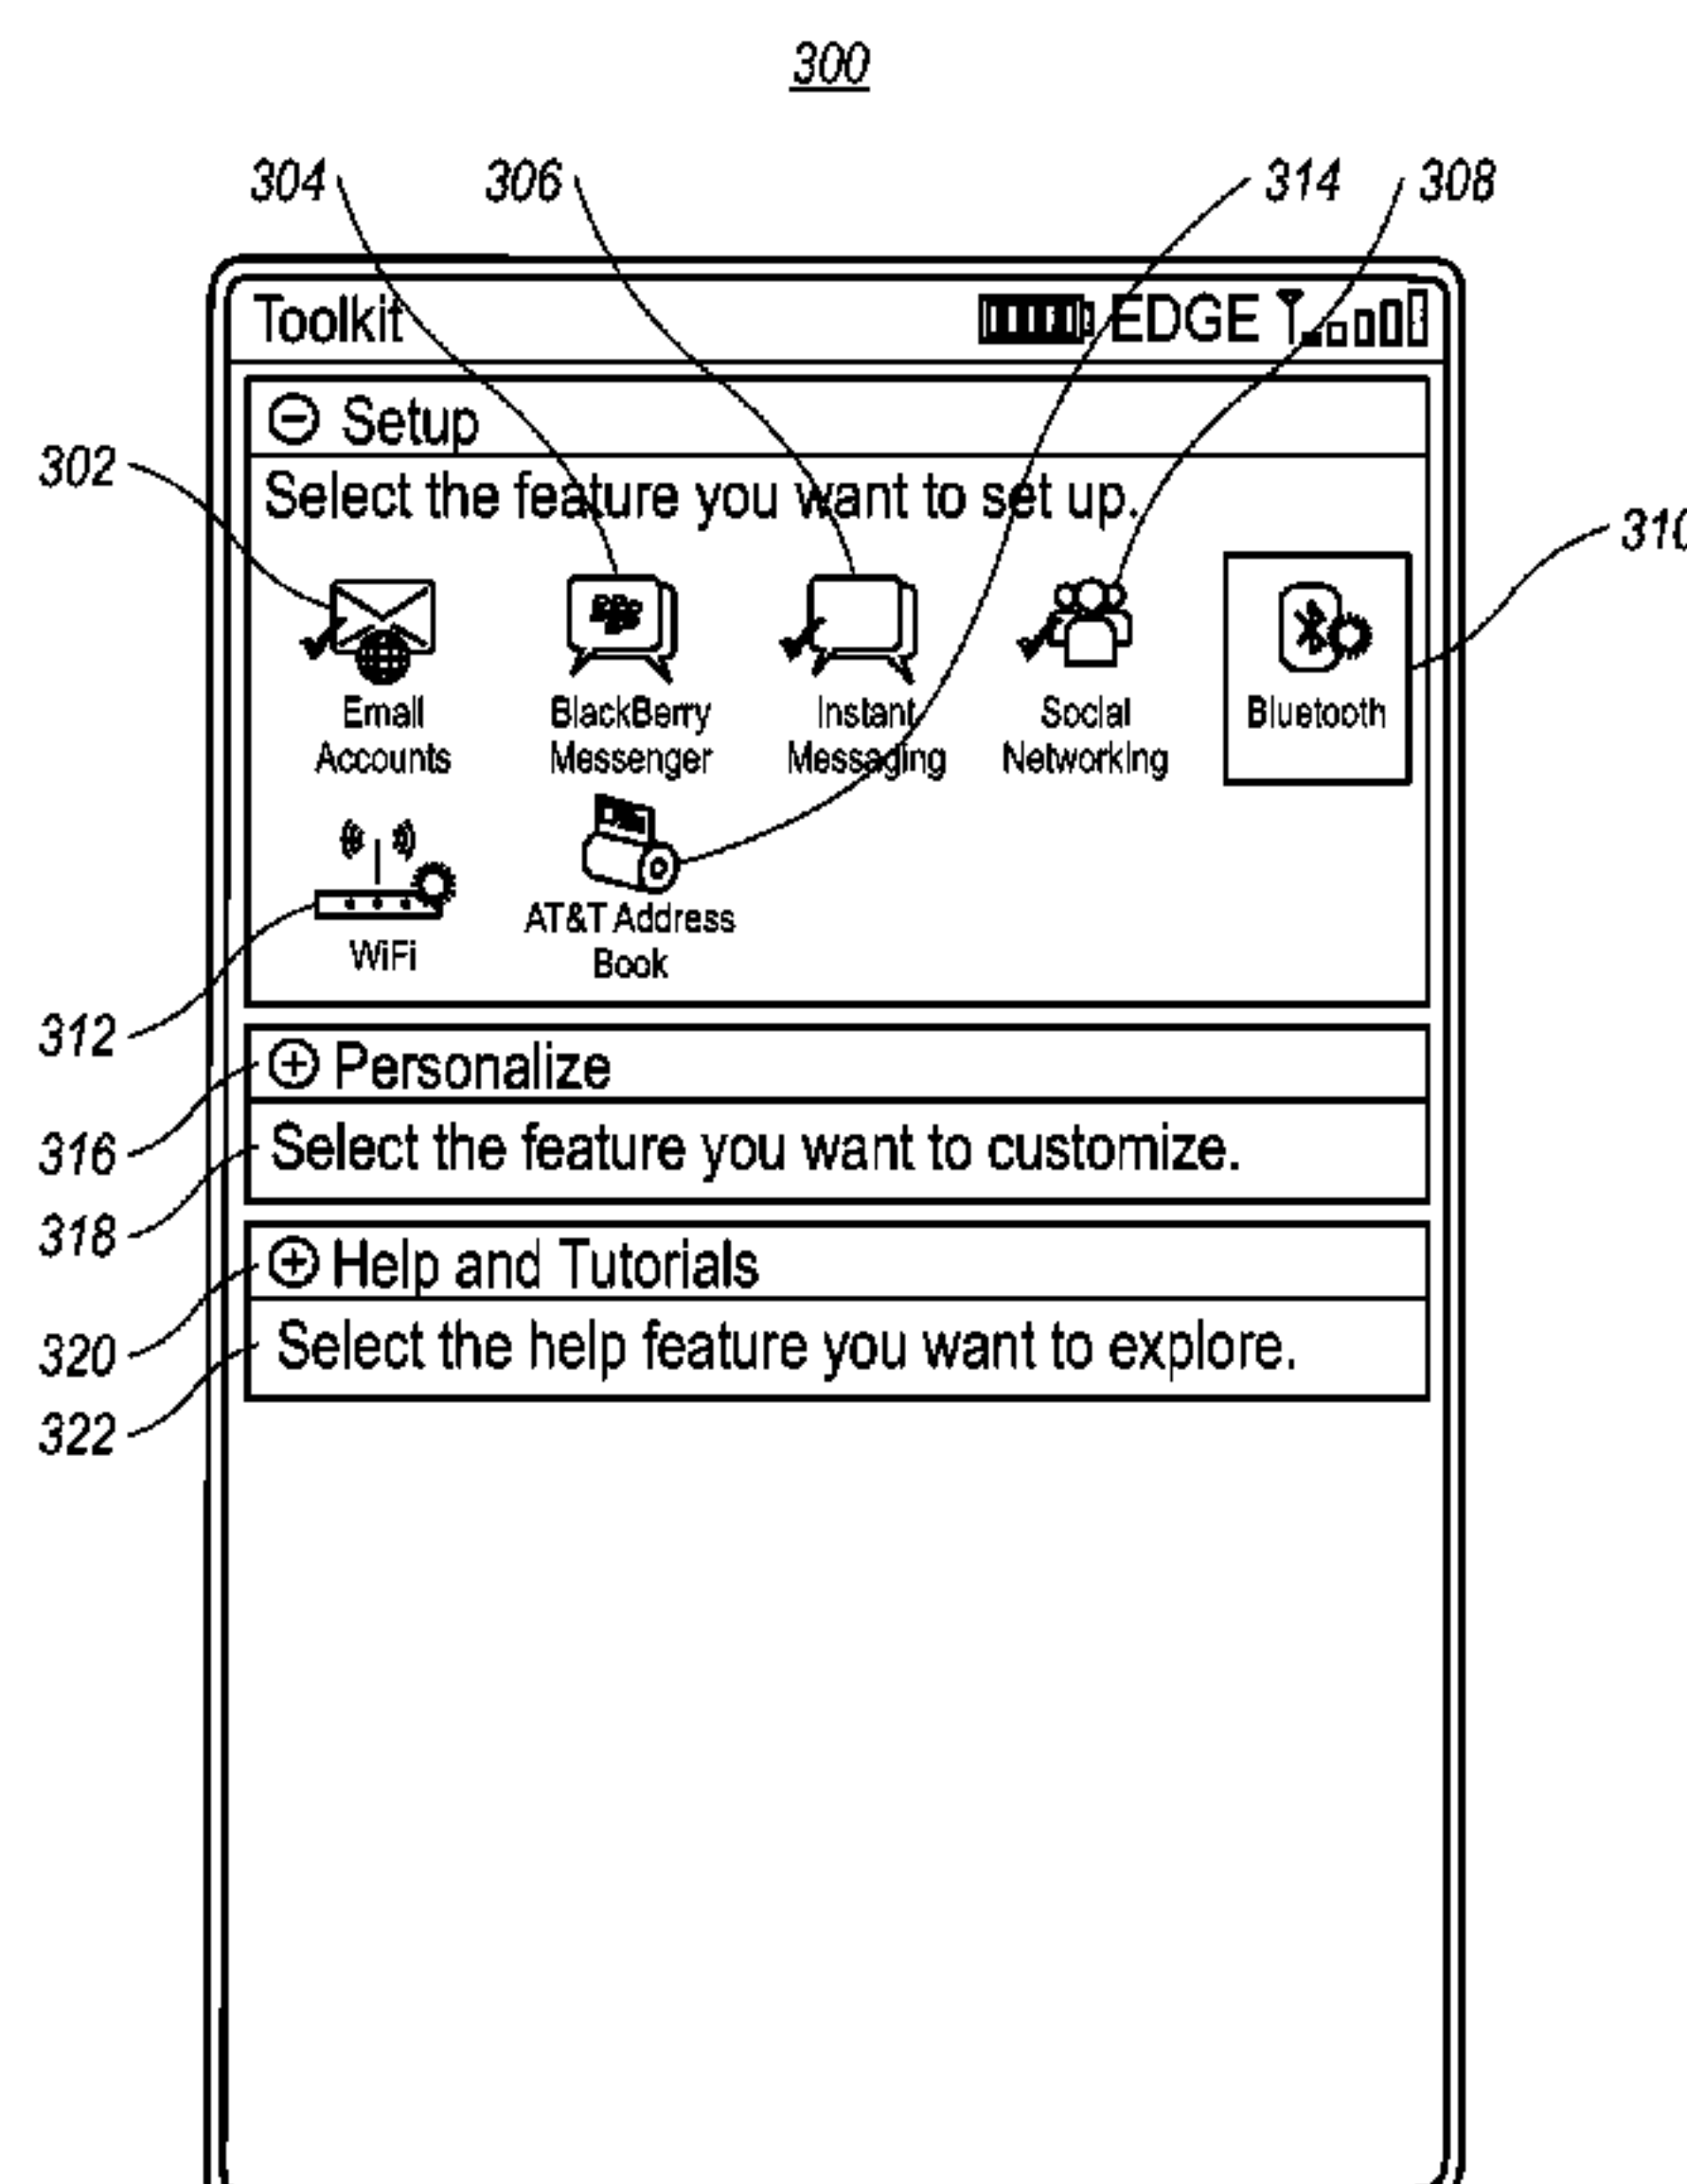 300
304 306 314 308
Toolkit EDGE
Setup
302
Select the feature you want to set up.
310
Email Accounts
BlackBerry Messenger
Instant Messaging
Social Networking
Bluetooth
WiFi
AT&T Address Book
312
Personalize
316
Select the feature you want to customize.
318
Help and Tutorials
320
Select the help feature you want to explore.
322